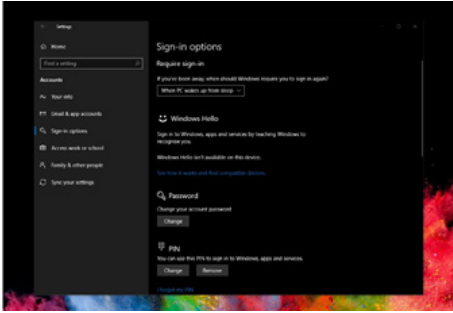 Settings
Home
Find a setting
Accounts
Your info
Email & app accounts
Sign-in options
Access work or school
Family & other people
Sync your settings
Sign-in options
Require sign-in
If you've been away, when should Windows require you to sign in again?
When PC wakes up from sleep
Windows Hello
Sign in to Windows, apps and services by teaching Windows to
recognize you.
Windows Hello isn't available on this device.
See how it works and find compatible devices.
Password
Change your account password
Change
PIN
You can use this PIN to sign in to Windows, apps and services.
Change Remove
I forgot my PIN